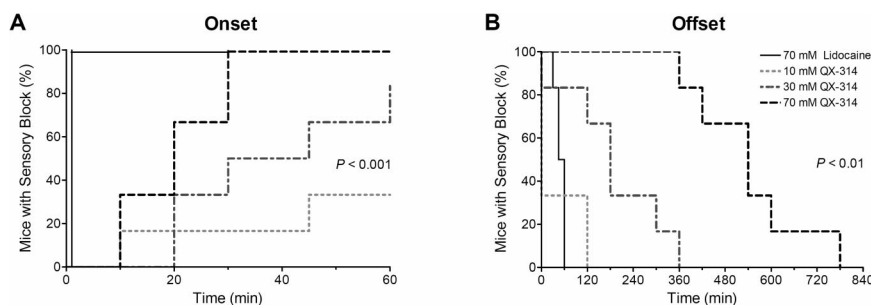 A
Onset
Mice with Sensory Block (%)
100
80
60
40
20
0
P < 0.001
0
20
40
60
Time (min)
B
Offset
Mice with Sensory Block (%)
100
80
60
40
20
0
70 mM Lidocaine
10 mM QX-314
30 mM QX-314
70 mM QX-314
P < 0.01
0
120
240
360
480
600
720
840
Time (min)